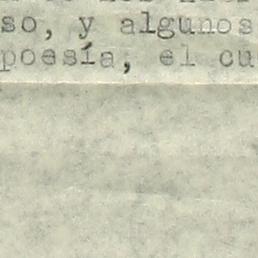 so, y algunos
poesía, el cu